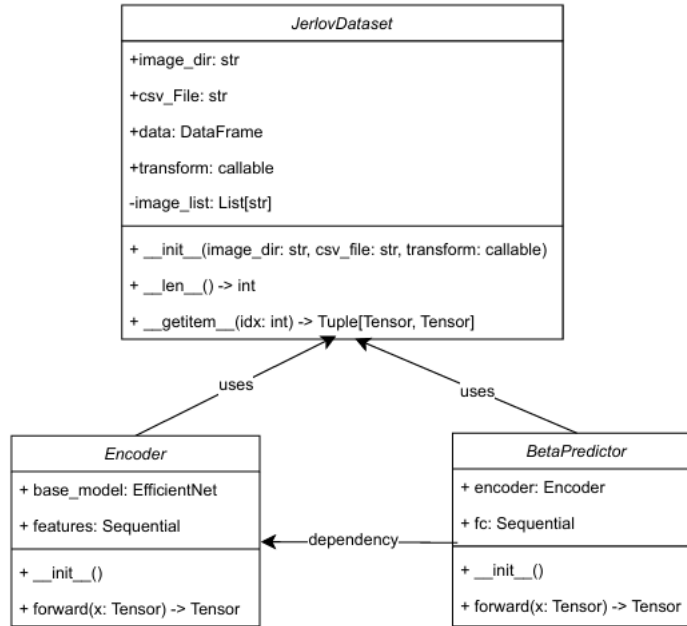 JerlovDataset
+image_dir: str
+csv_File: str
+data: DataFrame
+transform: callable
-image_list: List[str]
+ __init__(image_dir: str, csv_file: str, transform: callable)
+ __len__() -> int
+ __getitem__(idx: int) -> Tuple[Tensor, Tensor]
uses
uses
Encoder
+ base_model: EfficientNet
+ features: Sequential
+ __init__()
+ forward(x: Tensor) -> Tensor
dependency
BetaPredictor
+ encoder: Encoder
+ fc: Sequential
+ __init__()
+ forward(x: Tensor) -> Tensor